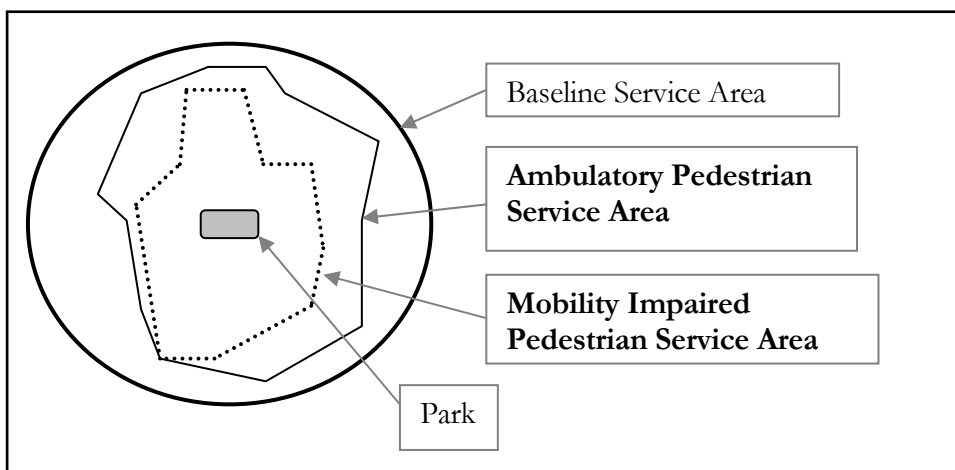 Baseline Service Area
Ambulatory Pedestrian
Service Area
Mobility Impaired
Pedestrian Service Area
Park